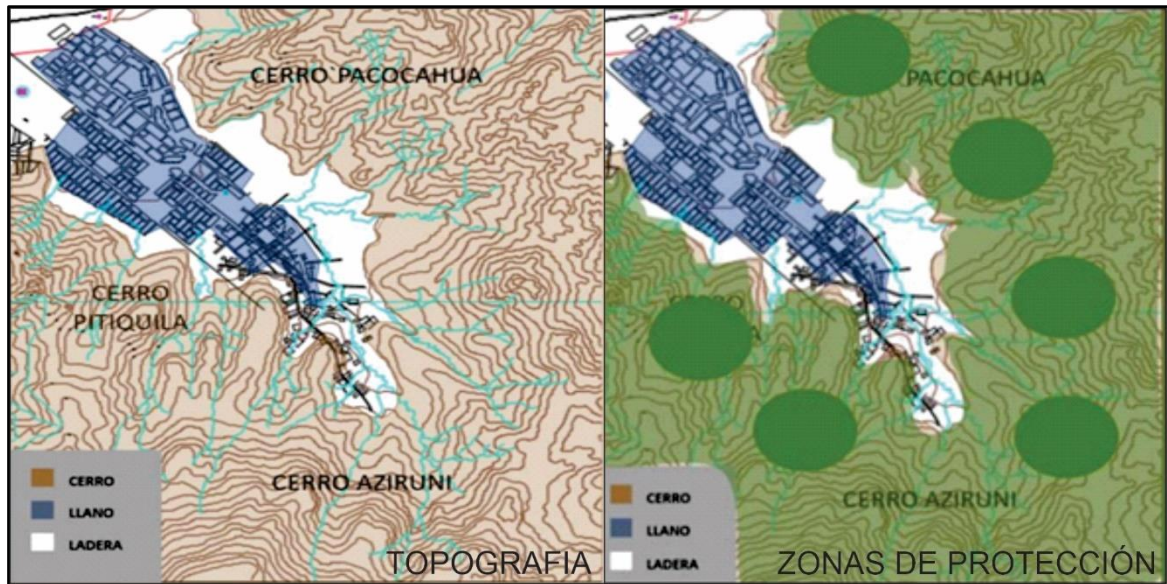 CERRO PACOCAHUA
CERRO
PITIQUILA
CERRO AZIRUNI
CERRO
LLANO
LADERA
TOPOGRAFIA
PACOCAHUA
CERRO AZIRUNI
CERRO
LLANO
LADERA
ZONAS DE PROTECCIÓN